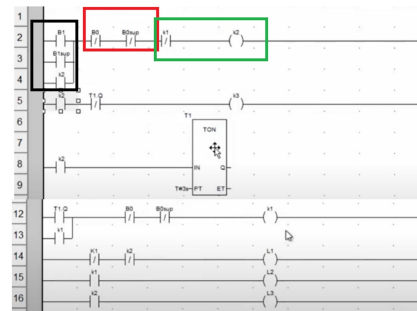 1
2 B1 B0 B0sup k1 k2
3 B1sup
4 k2
5 k2 T1.Q k3
6 T1
7 TON
8 k2 IN Q
9 T#3s PT ET
12 T1.Q B0 B0sup k1
13 k1
14 K1 k2 L1
15 k1 L2
16 k2 L3